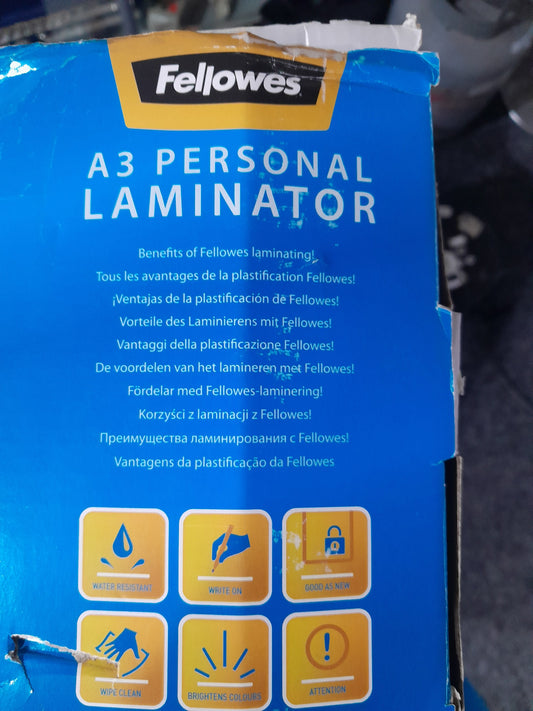 Fellowes
A3 PERSONAL
LAMINATOR
Benefits of Fellowes laminating!
Tous les avantages de la plastification Fellowes!
¡Ventajas de la plastificación de Fellowes!
Vorteile des Laminierens mit Fellowes!
Vantaggi della plastificazione Fellowes!
De voordelen van het lamineren met Fellowes!
Fördelar med Fellowes-laminering!
Korzyści z laminacji z Fellowes!
Преимущества ламинирования с Fellowes!
Vantagens da plastificação da Fellowes
WATER RESISTANT
WRITE ON
GOOD AS NEW
WIPE CLEAN
BRIGHTENS COLOURS
ATTENTION